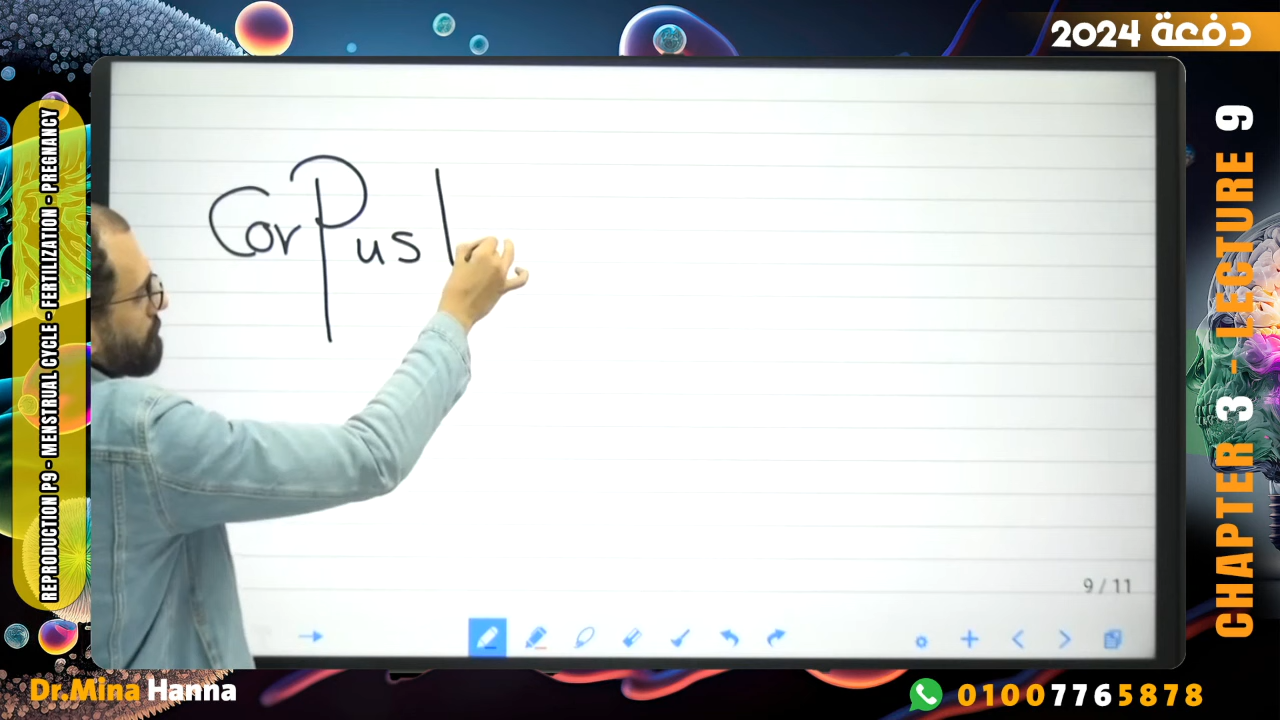 دفعة 2024
REPRODUCTION P9 - MENSTRUAL CYCLE - FERTILIZATION - PREGNANCY
CorPus l
CHAPTER 3 - LECTURE 9
9 / 11
Dr.Mina Hanna
01007765878